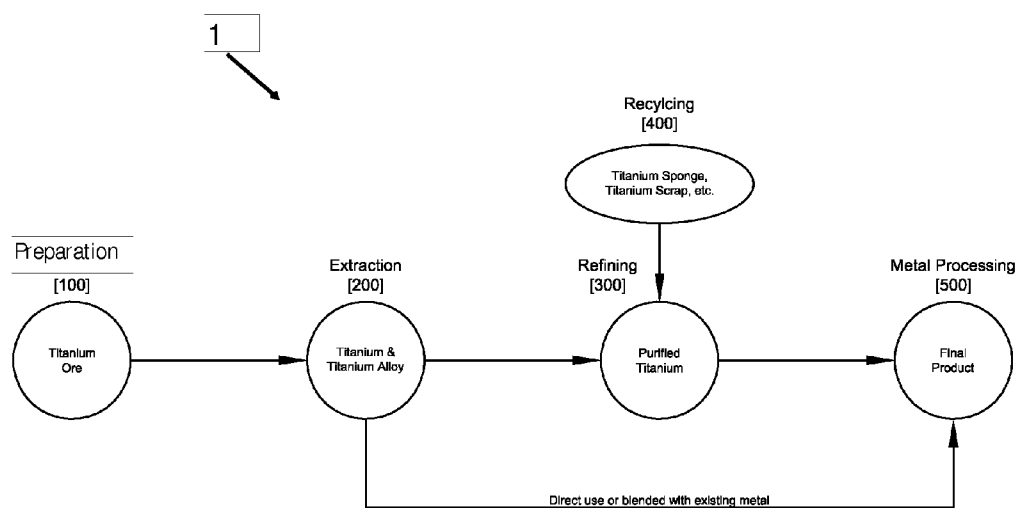 1
Recylcing
[400]
Titanium Sponge,
Titanium Scrap, etc.
Preparation
[100]
Extraction
[200]
Refining
[300]
Metal Processing
[500]
Titanium
Ore
Titanium &
Titanium Alloy
Purified
Titanium
Final
Product
Direct use or blended with existing metal